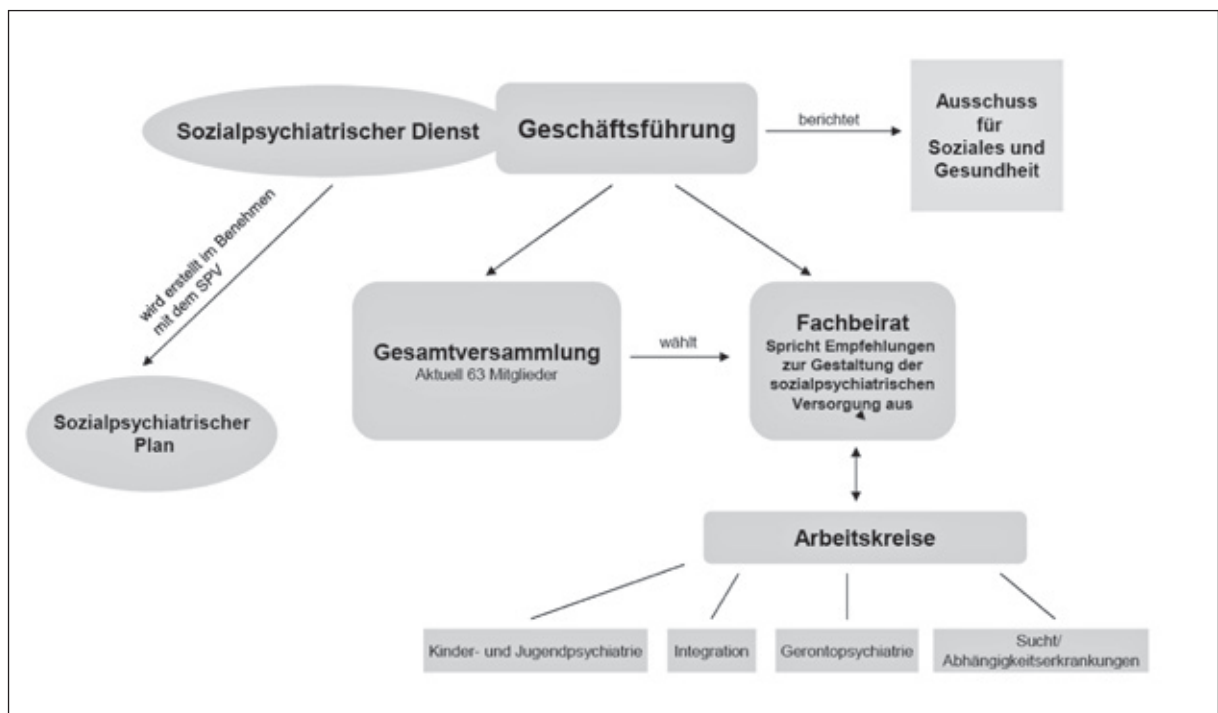 Sozialpsychiatrischer Dienst
Geschäftsführung
berichtet
Ausschuss
für
Soziales und
Gesundheit
wird erstellt im Benehmen
mit dem SPV
Sozialpsychiatrischer
Plan
Gesamtversammlung
Aktuell 63 Mitglieder
wählt
Fachbeirat
Spricht Empfehlungen
zur Gestaltung der
sozialpsychiatrischen
Versorgung aus
Arbeitskreise
Kinder- und Jugendpsychiatrie
Integration
Gerontopsychiatrie
Sucht/
Abhängigkeitserkrankungen